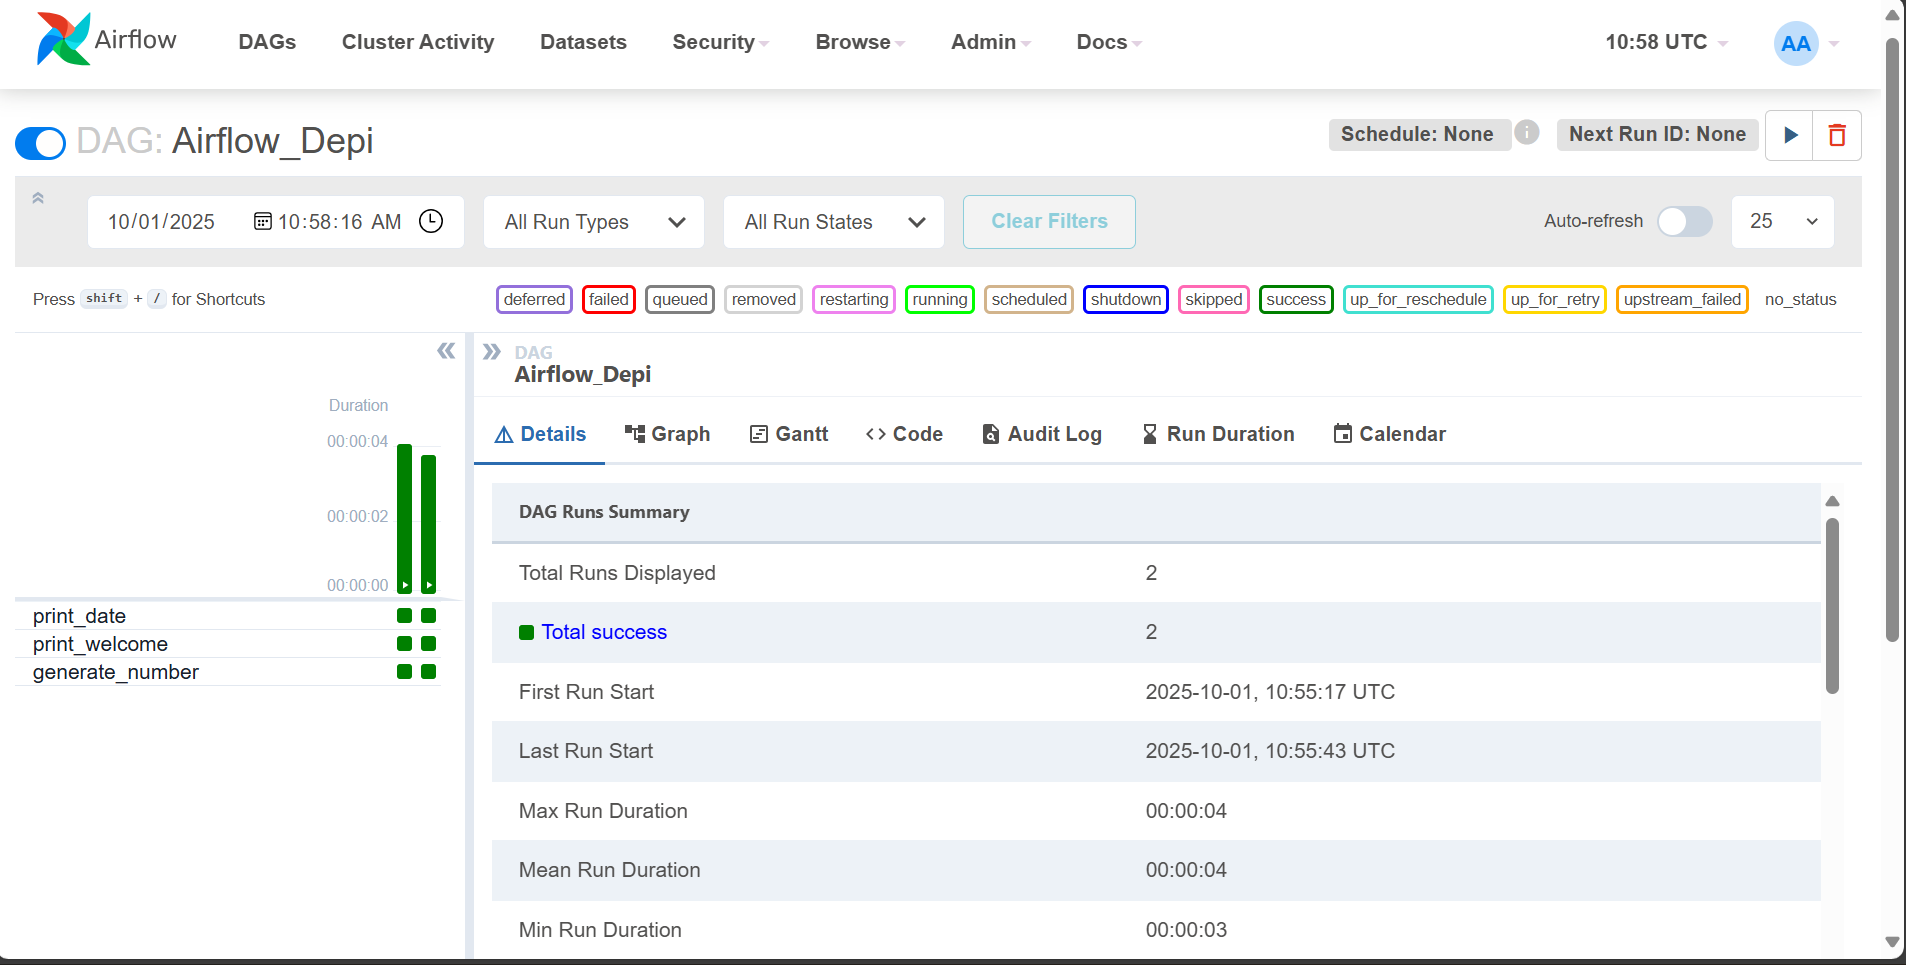 Airflow DAGs Cluster Activity Datasets Security Browse Admin Docs 10:58 UTC AA
DAG: Airflow_Depi Schedule: None i Next Run ID: None
10/01/2025 10:58:16 AM All Run Types All Run States Clear Filters Auto-refresh 25
Press shift + / for Shortcuts deferred failed queued removed restarting running scheduled shutdown skipped success up_for_reschedule up_for_retry upstream_failed no_status
DAG
Airflow_Depi
Duration
00:00:04
00:00:02
00:00:00
print_date
print_welcome
generate_number
Details Graph Gantt Code Audit Log Run Duration Calendar
DAG Runs Summary
Total Runs Displayed 2
Total success 2
First Run Start 2025-10-01, 10:55:17 UTC
Last Run Start 2025-10-01, 10:55:43 UTC
Max Run Duration 00:00:04
Mean Run Duration 00:00:04
Min Run Duration 00:00:03